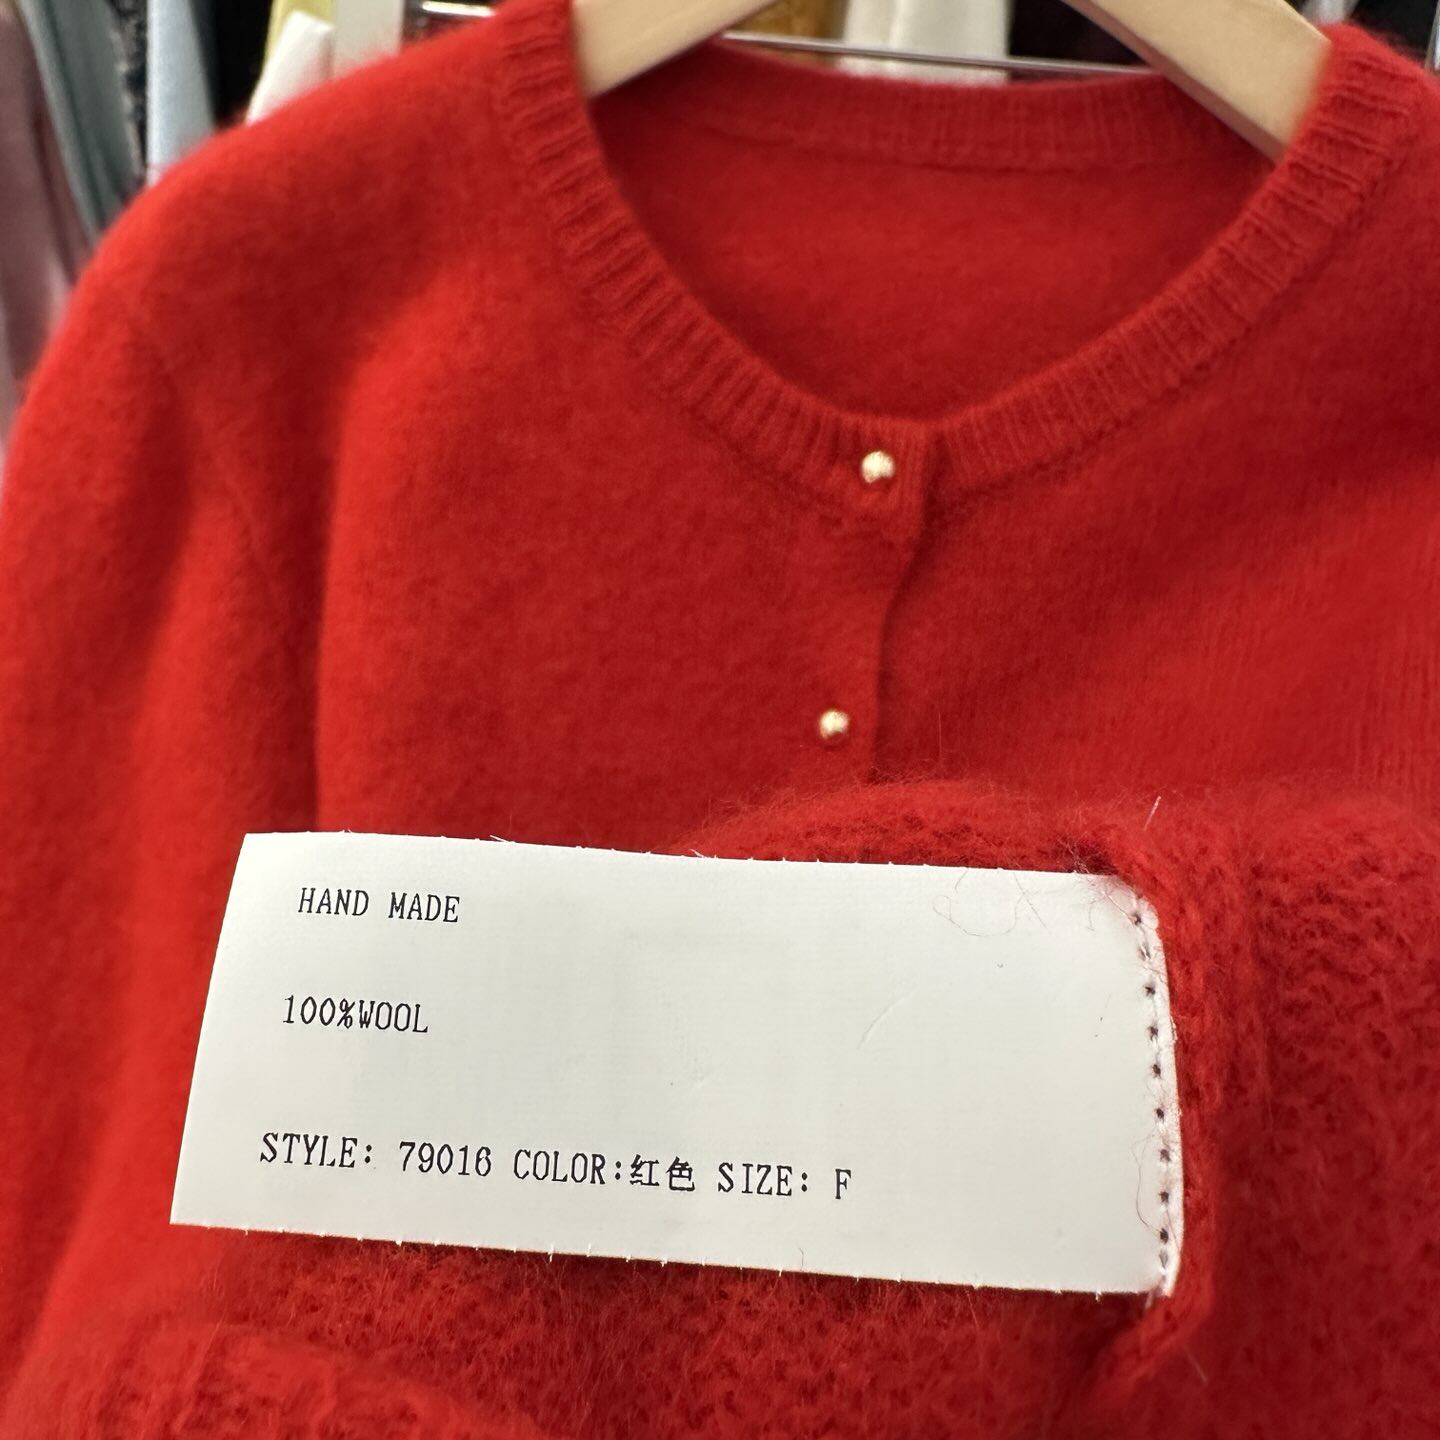 HAND MADE
100%WOOL
STYLE: 79016 COLOR:红色 SIZE: F